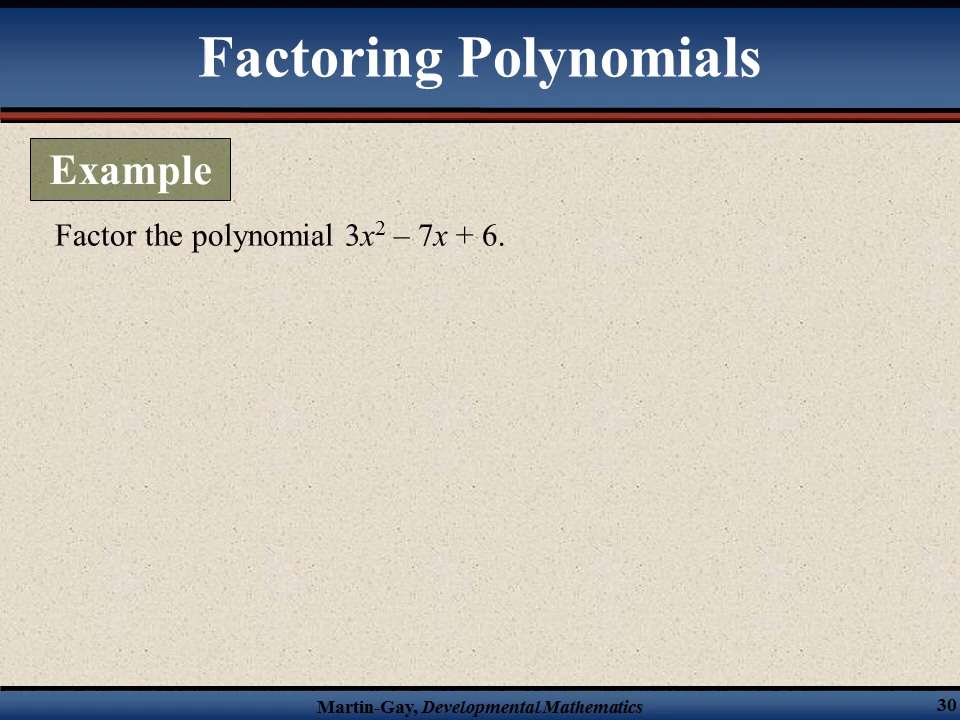 Factoring Polynomials
Example
Factor the polynomial 3x² – 7x + 6.
Martin-Gay, Developmental Mathematics 30